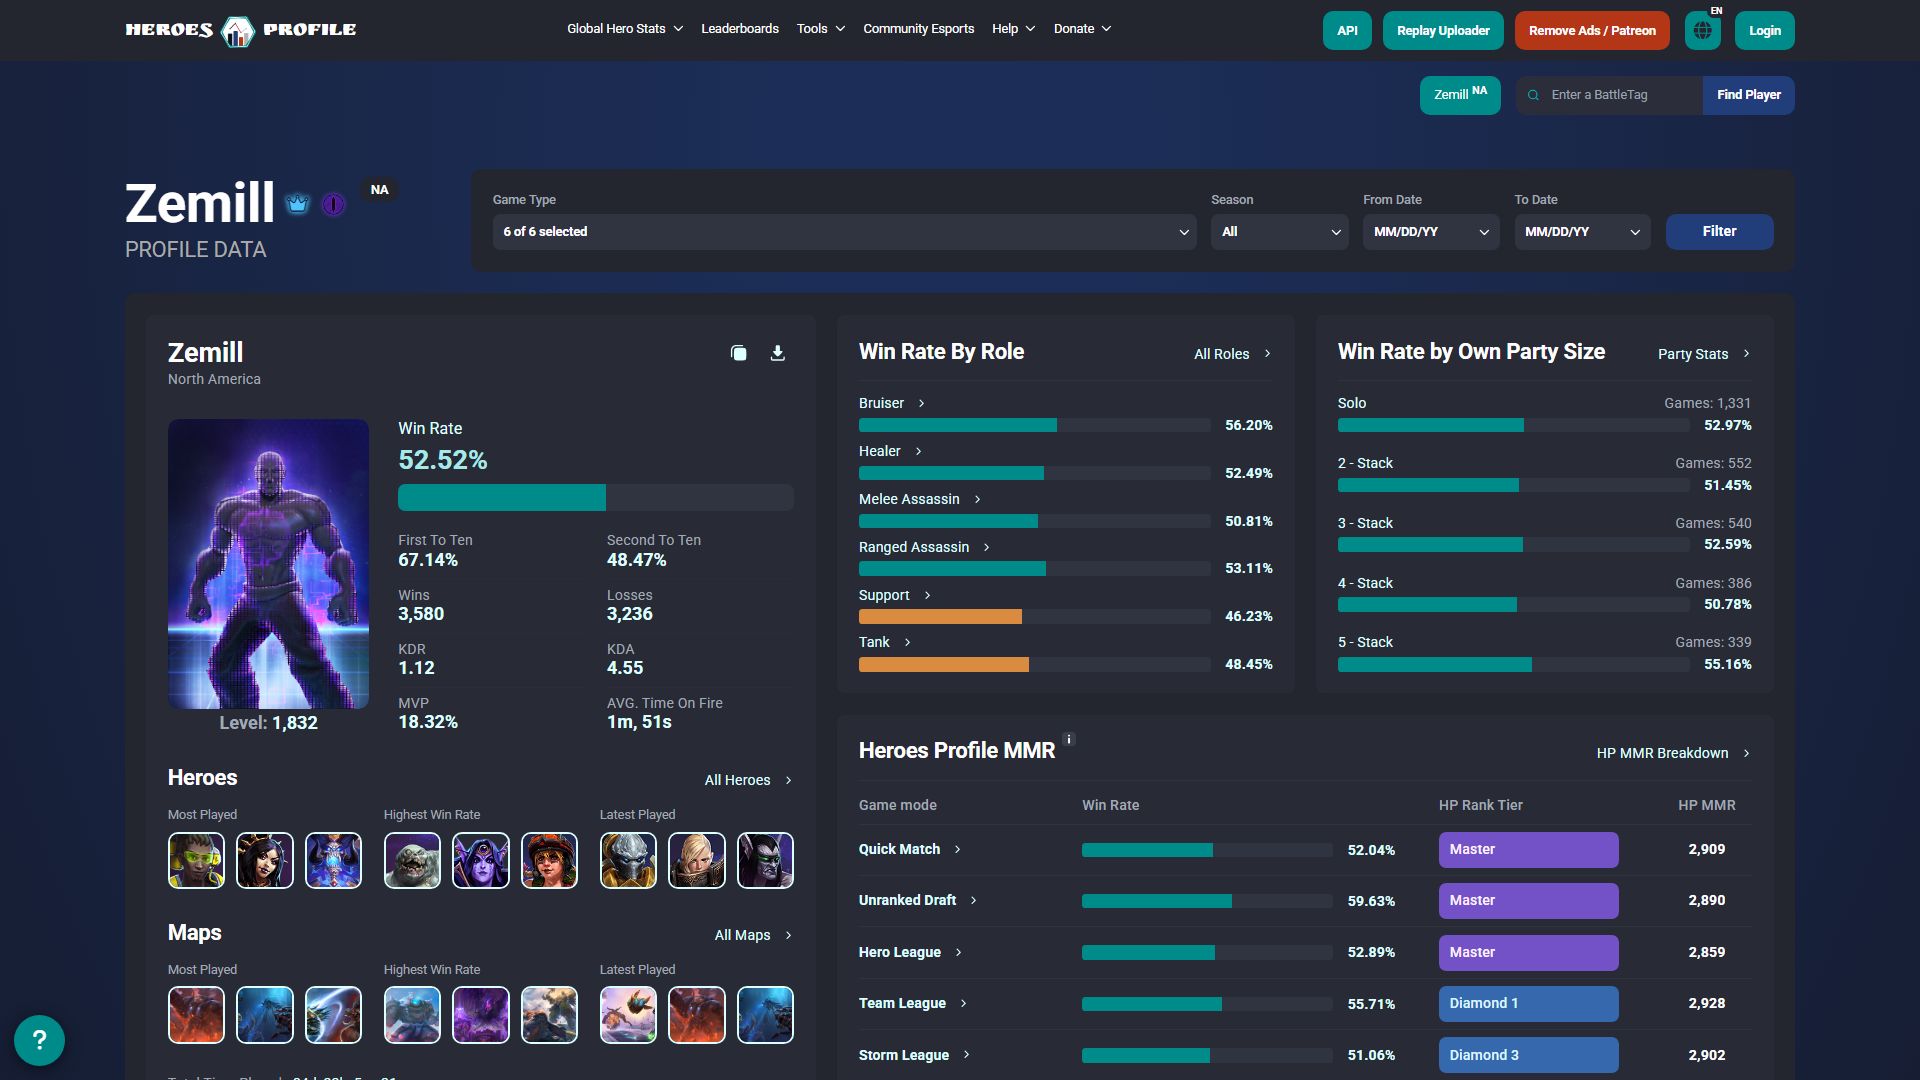 HEROES PROFILE
Global Hero Stats
Leaderboards
Tools
Community Esports
Help
Donate
API
Replay Uploader
Remove Ads / Patreon
EN
Login
Zemill NA
Enter a BattleTag
Find Player
Zemill
NA
PROFILE DATA
Game Type
6 of 6 selected
Season
All
From Date
MM/DD/YY
To Date
MM/DD/YY
Filter
Zemill
North America
Level: 1,832
Win Rate
52.52%
First To Ten
67.14%
Second To Ten
48.47%
Wins
3,580
Losses
3,236
KDR
1.12
KDA
4.55
MVP
18.32%
AVG. Time On Fire
1m, 51s
Heroes
All Heroes
Most Played
Highest Win Rate
Latest Played
Maps
All Maps
Most Played
Highest Win Rate
Latest Played
Win Rate By Role
All Roles
Bruiser
56.20%
Healer
52.49%
Melee Assassin
50.81%
Ranged Assassin
53.11%
Support
46.23%
Tank
48.45%
Win Rate by Own Party Size
Party Stats
Solo
Games: 1,331
52.97%
2 - Stack
Games: 552
51.45%
3 - Stack
Games: 540
52.59%
4 - Stack
Games: 386
50.78%
5 - Stack
Games: 339
55.16%
Heroes Profile MMR i
HP MMR Breakdown
Game mode Win Rate HP Rank Tier HP MMR
Quick Match 52.04% Master 2,909
Unranked Draft 59.63% Master 2,890
Hero League 52.89% Master 2,859
Team League 55.71% Diamond 1 2,928
Storm League 51.06% Diamond 3 2,902
?